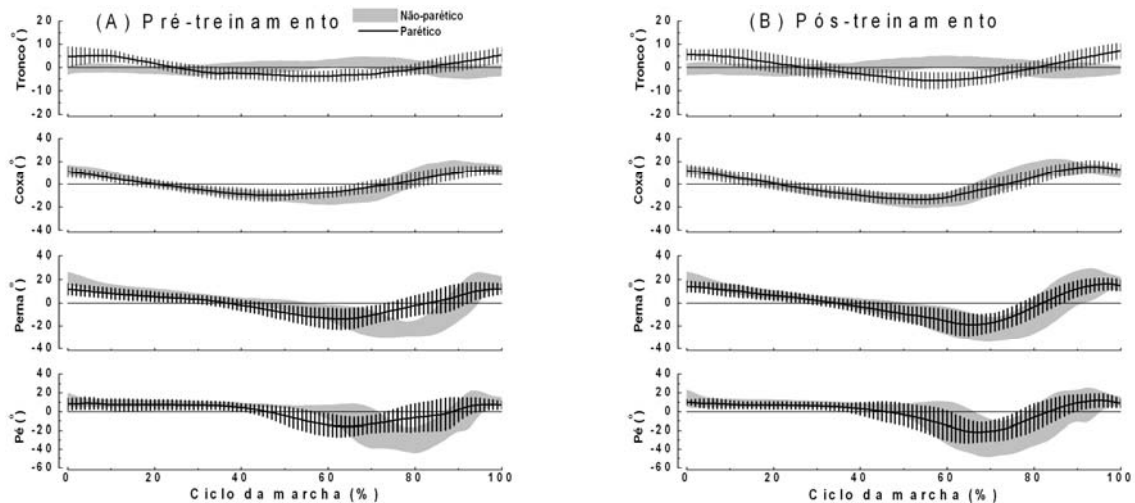 (A) Pré-treinamento
Não-parético
Parético
(B) Pós-treinamento
Tronco(°)
20
10
0
-10
20
Tronco(°)
20
10
0
-10
20
Coxa(°)
40
20
0
-20
-40
Coxa(°)
40
20
0
-20
-40
Perna(°)
40
20
0
-20
-40
Perna(°)
40
20
0
-20
-40
Pé(°)
40
20
0
-20
-40
-60
Pé(°)
40
20
0
-20
-40
-60
0 20 40 60 80 100
Ciclo da marcha (%)
0 20 40 60 80 100
Ciclo da marcha (%)